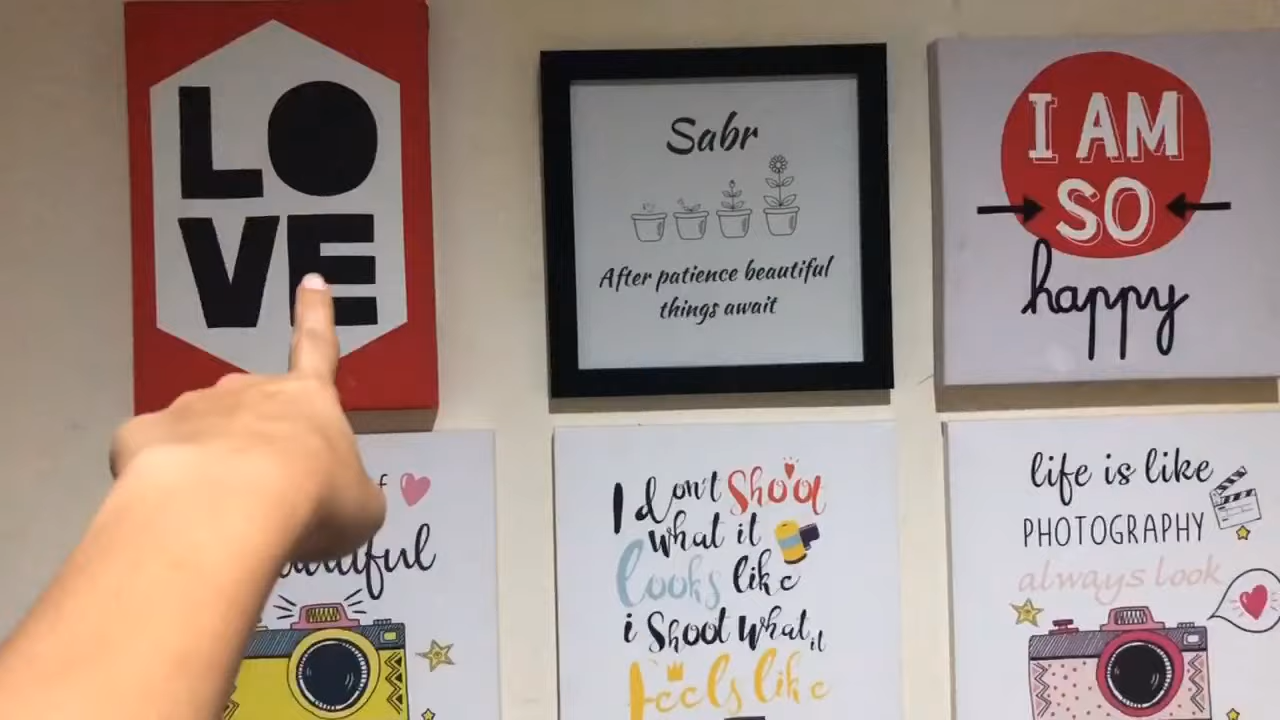 LO
VE
Sabr
After patience beautiful
things await
I AM
SO
happy
I don't Shoot
what it
looks like
i Shoot What it
Feels like
life is like
PHOTOGRAPHY
always look